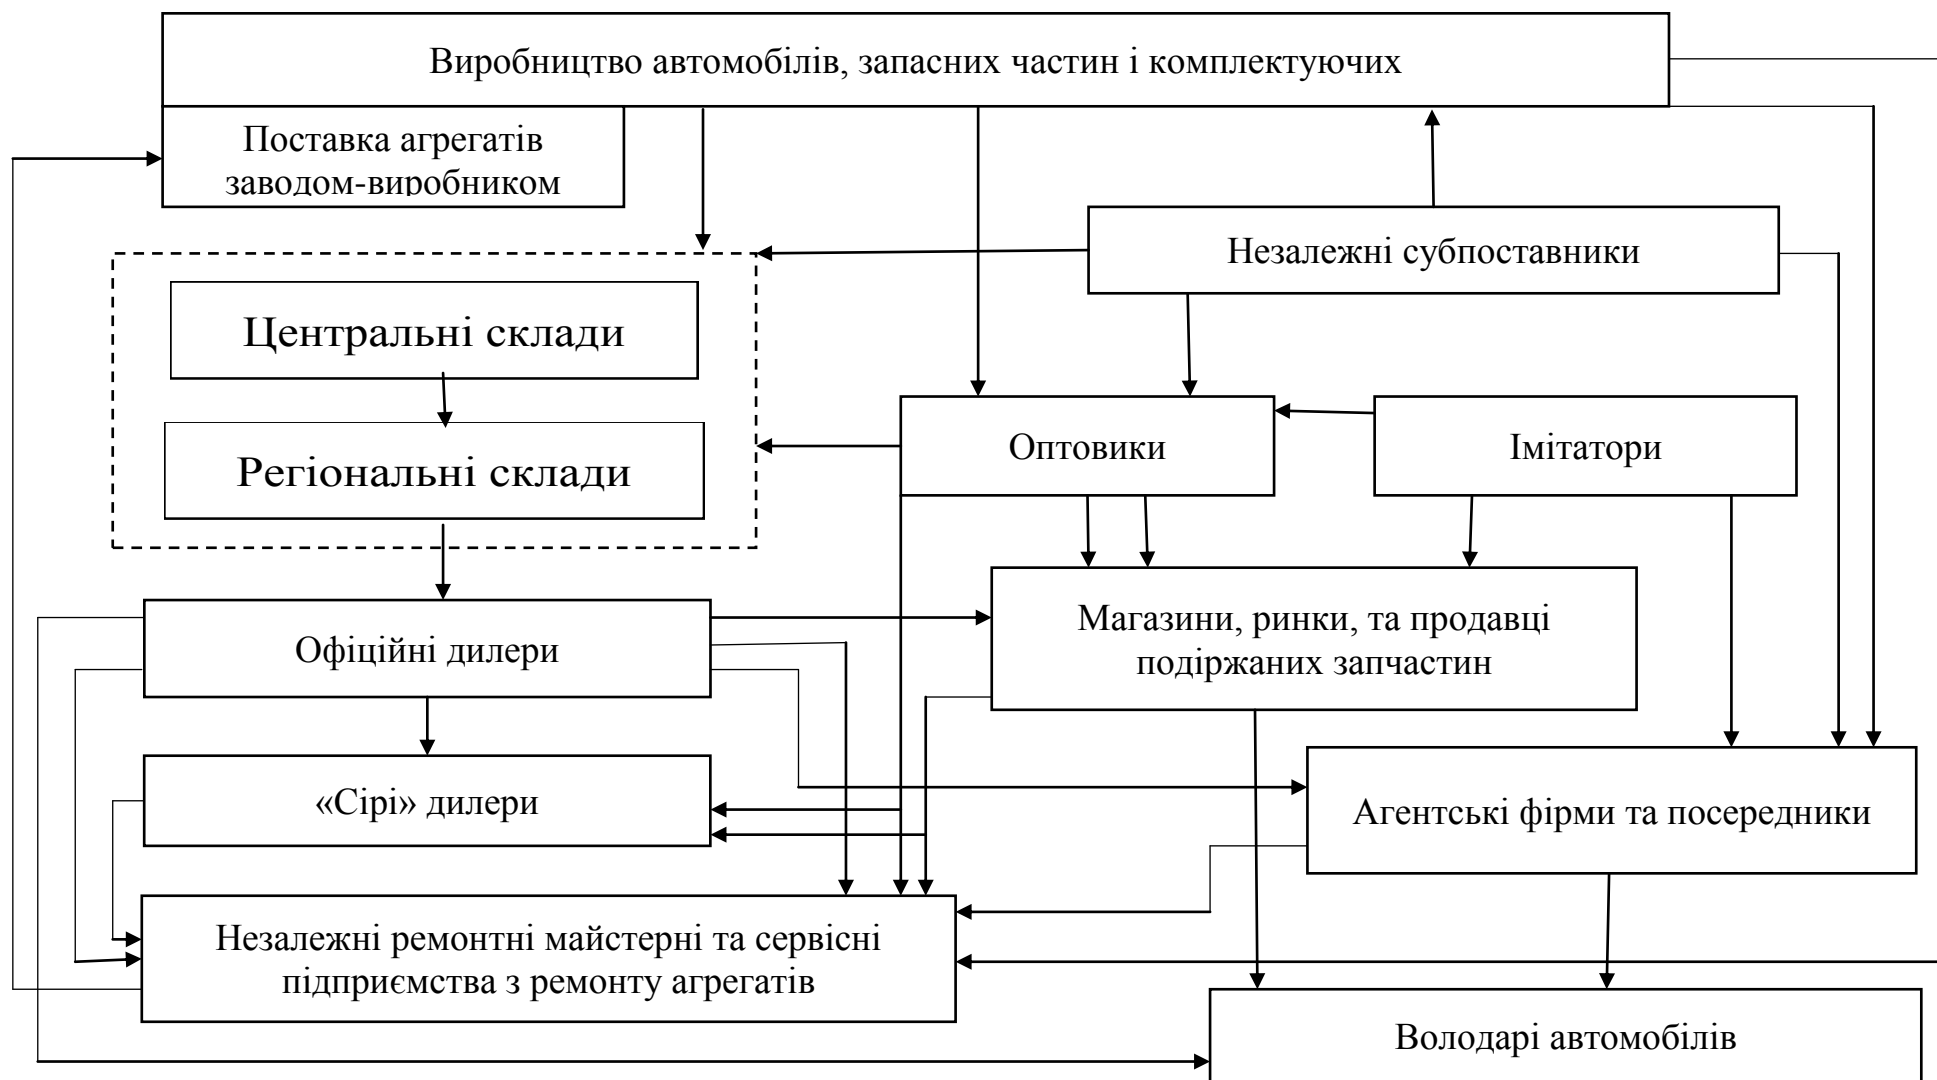 Виробництво автомобілів, запасних частин і комплектуючих
Поставка агрегатів
заводом-виробником
Незалежні субпоставники
Центральні склади
Оптовики
Імітатори
Регіональні склади
Магазини, ринки, та продавці
подіржаних запчастин
Офіційні дилери
«Сірі» дилери
Агентські фірми та посередники
Незалежні ремонтні майстерні та сервісні
підприємства з ремонту агрегатів
Володарі автомобілів